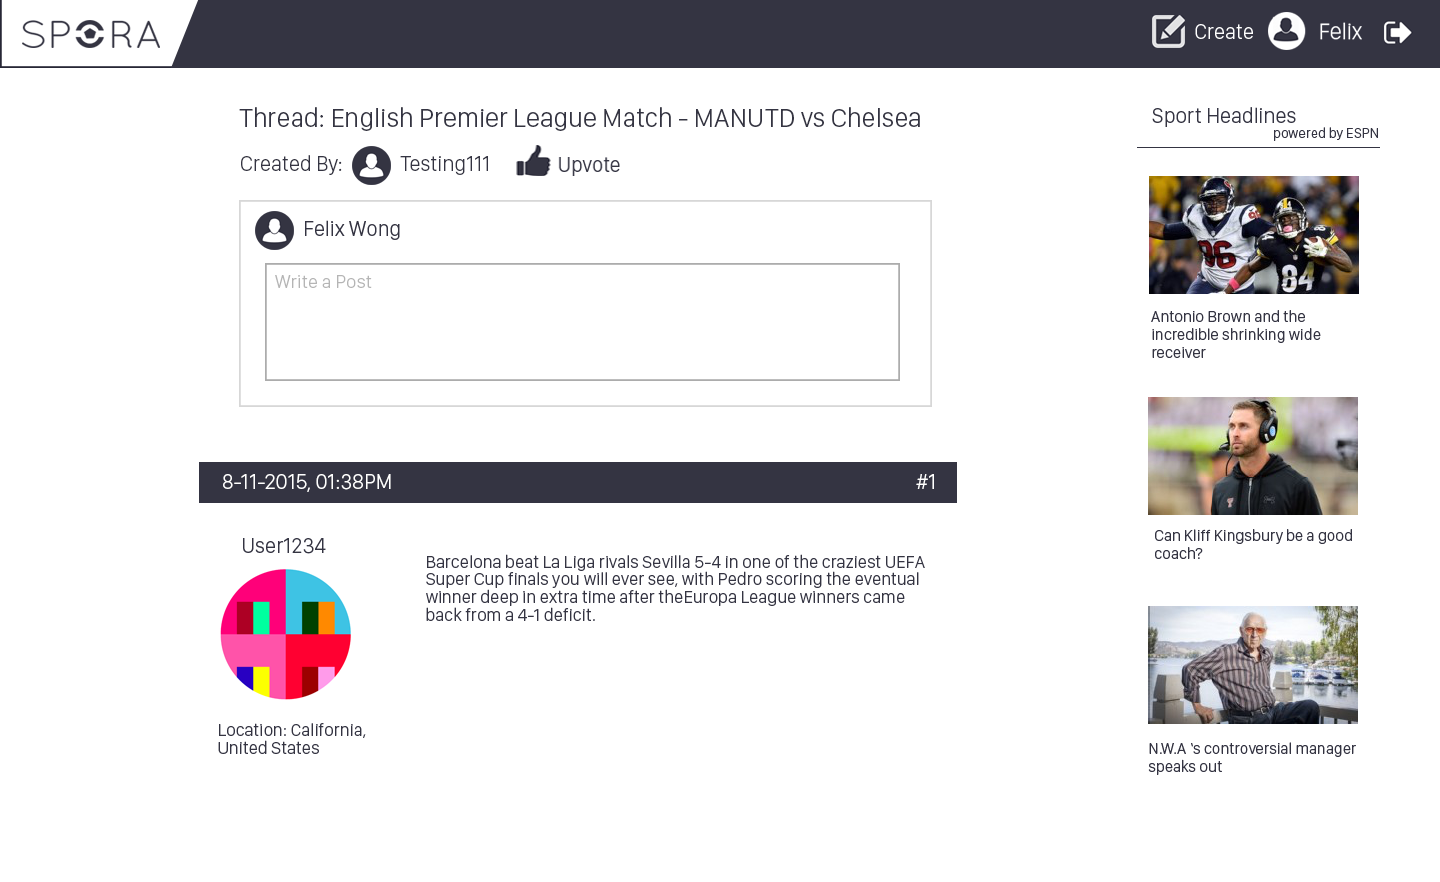 SPORA
Create
Felix
Thread: English Premier League Match - MANUTD vs Chelsea
Created By:
Testing111
Upvote
Felix Wong
Write a Post
8-11-2015, 01:38PM
#1
User1234
Barcelona beat La Liga rivals Sevilla 5-4 in one of the craziest UEFA
Super Cup finals you will ever see, with Pedro scoring the eventual
winner deep in extra time after theEuropa League winners came
back from a 4-1 deficit.
Location: California,
United States
Sport Headlines
powered by ESPN
96
84
84
Antonio Brown and the
incredible shrinking wide
receiver
Can Kliff Kingsbury be a good
coach?
N.W.A 's controversial manager
speaks out